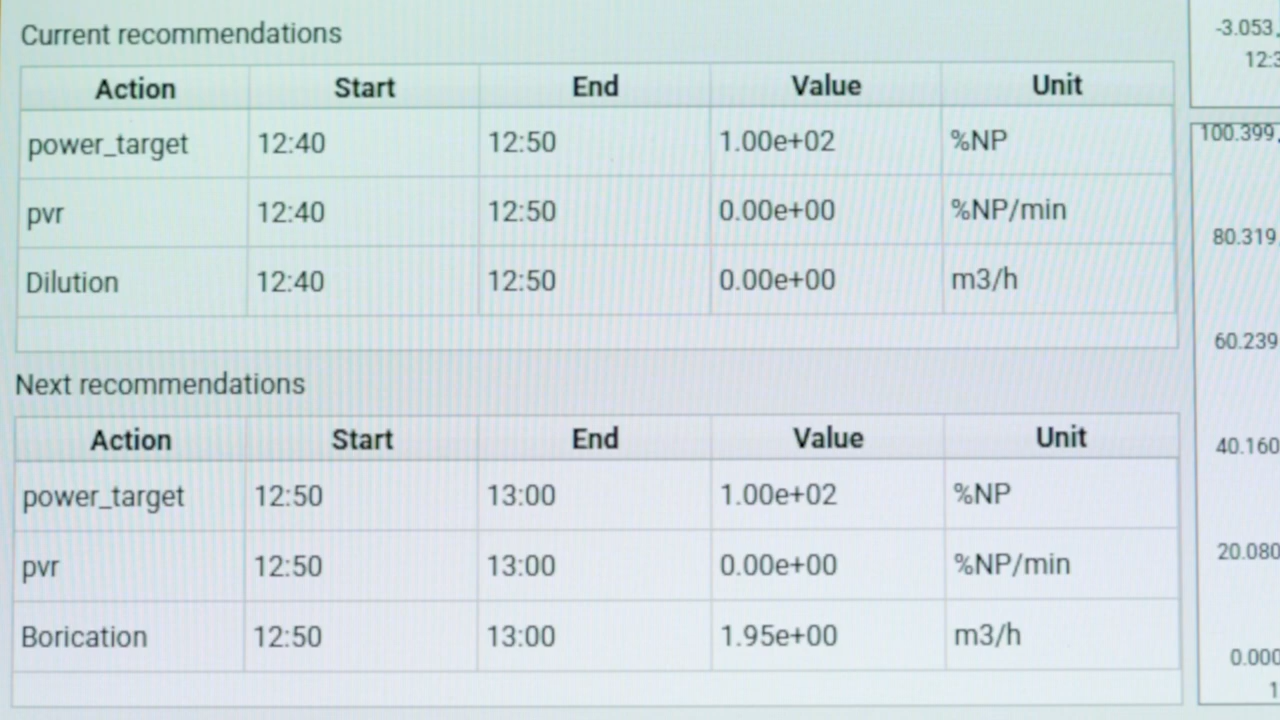 Current recommendations
Action Start End Value Unit
power_target 12:40 12:50 1.00e+02 %NP
pvr 12:40 12:50 0.00e+00 %NP/min
Dilution 12:40 12:50 0.00e+00 m3/h
Next recommendations
Action Start End Value Unit
power_target 12:50 13:00 1.00e+02 %NP
pvr 12:50 13:00 0.00e+00 %NP/min
Borication 12:50 13:00 1.95e+00 m3/h
-3.053
12:3
100.399
80.319
60.239
40.160
20.080
0.000
1